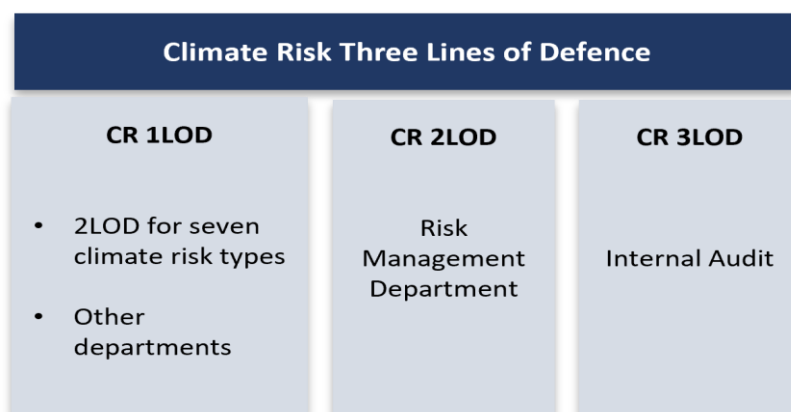 Climate Risk Three Lines of Defence
CR 1LOD
• 2LOD for seven
climate risk types
• Other
departments
CR 2LOD
Risk
Management
Department
CR 3LOD
Internal Audit